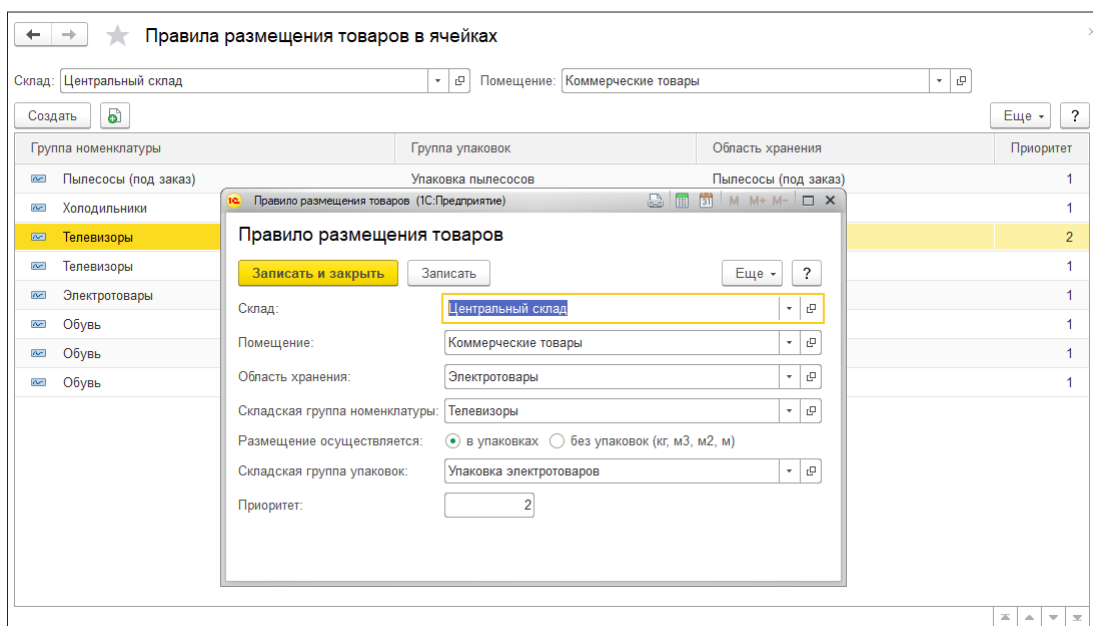 Правила размещения товаров в ячейках
Склад: Центральный склад Помещение: Коммерческие товары
Создать Еще ?
Группа номенклатуры Группа упаковок Область хранения Приоритет
Пылесосы (под заказ) Упаковка пылесосов Пылесосы (под заказ) 1
Холодильники 1
Телевизоры 2
Телевизоры 1
Электротовары 1
Обувь 1
Обувь 1
Обувь 1
1С Правило размещения товаров (1С:Предприятие) 31 M M+ M-
Правило размещения товаров
Записать и закрыть Записать Еще ?
Склад: Центральный склад
Помещение: Коммерческие товары
Область хранения: Электротовары
Складская группа номенклатуры: Телевизоры
Размещение осуществляется: в упаковках без упаковок (кг, м3, м2, м)
Складская группа упаковок: Упаковка электротоваров
Приоритет: 2